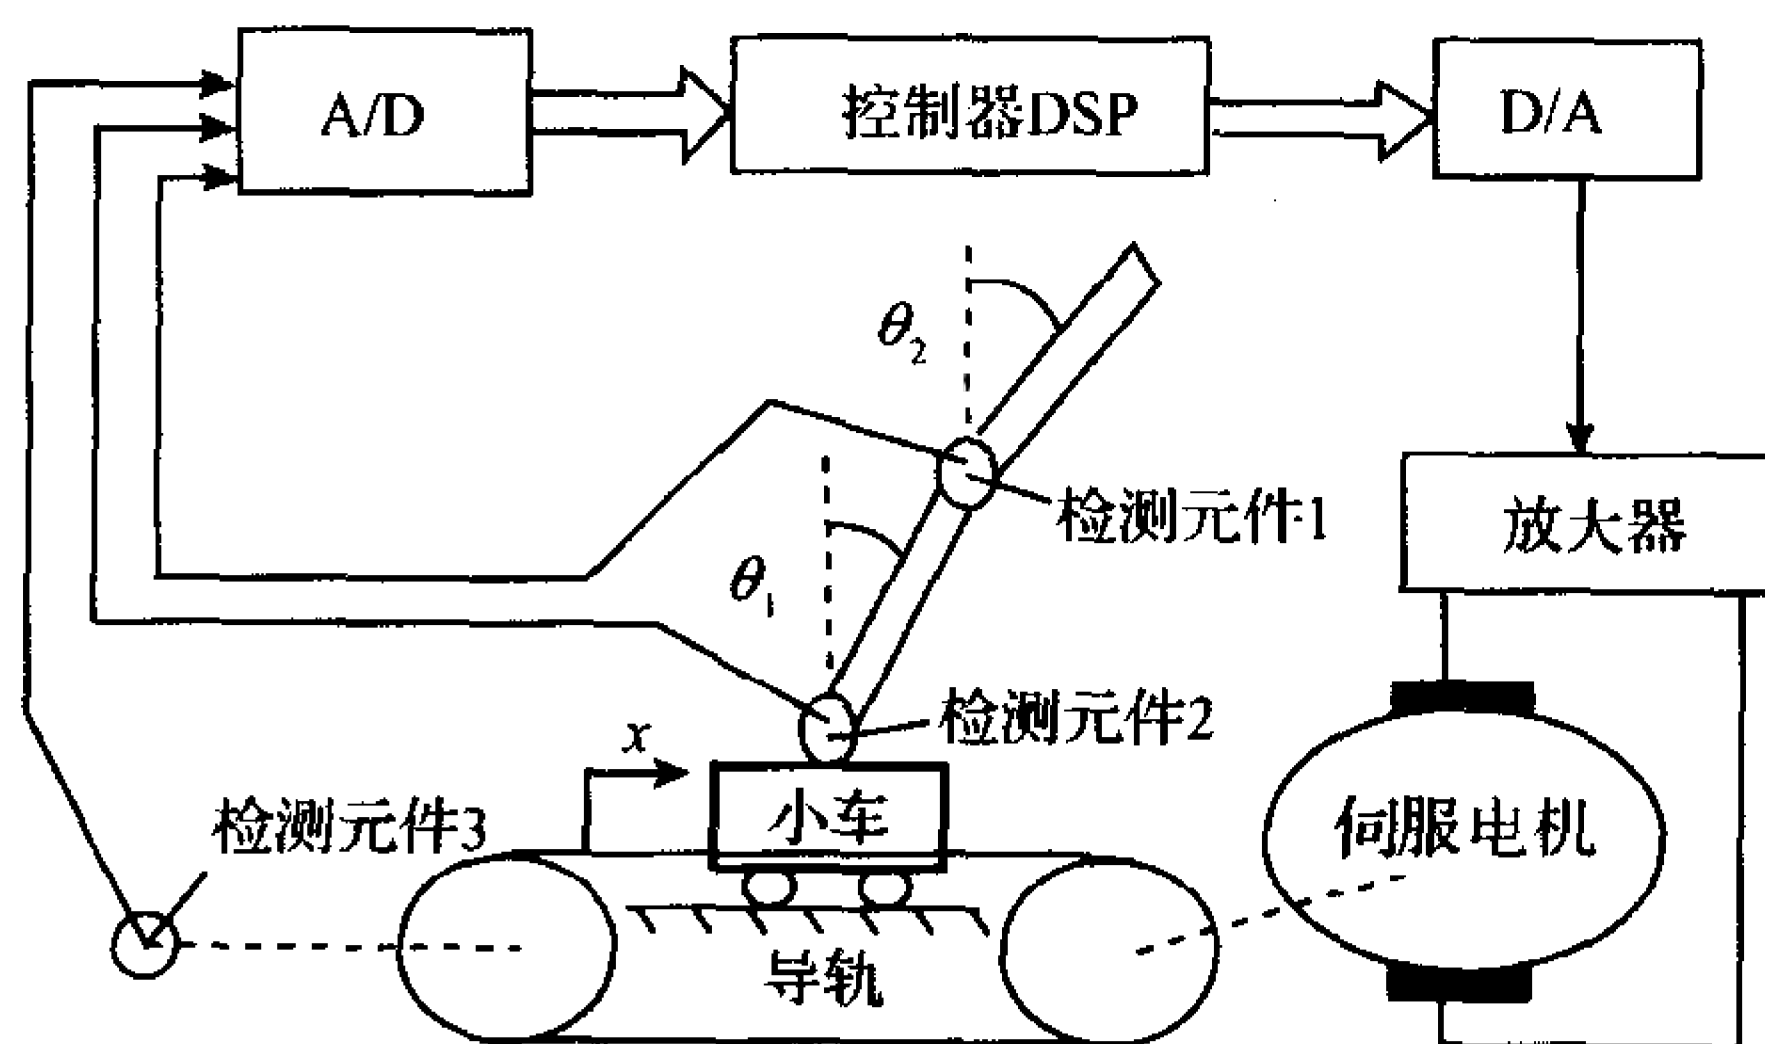 A/D
控制器DSP
D/A
θ₂
检测元件1
放大器
θ₁
检测元件2
x
小车
检测元件3
伺服电机
导轨